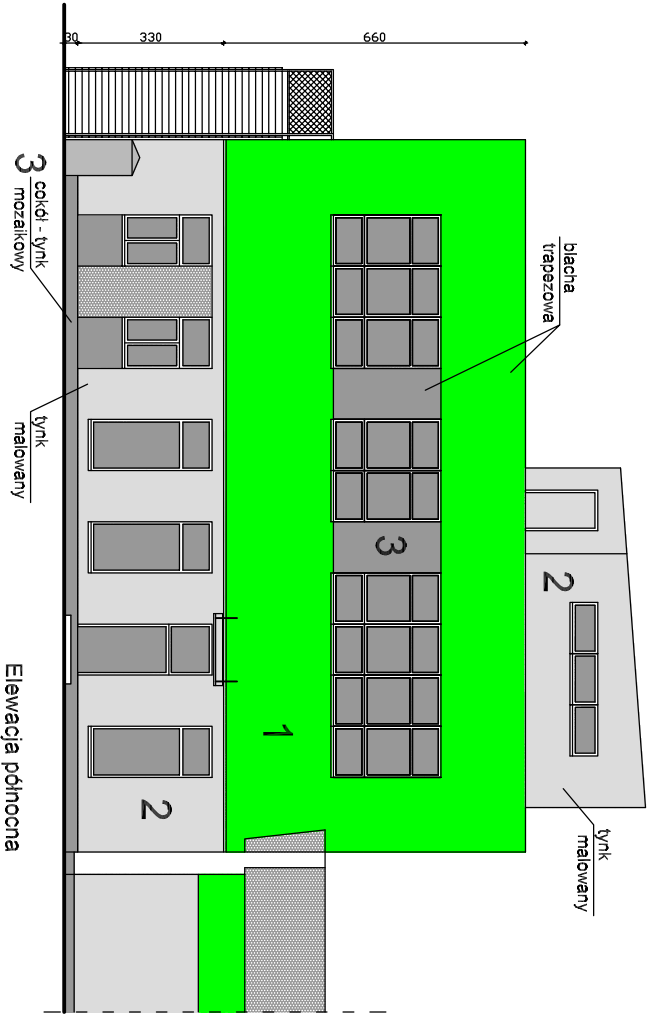 30
330
660
blacha
trapezowa
3
cokół - tynk
mozaikowy
tynk
malowany
3
2
1
2
tynk
malowany
Elewacja północna